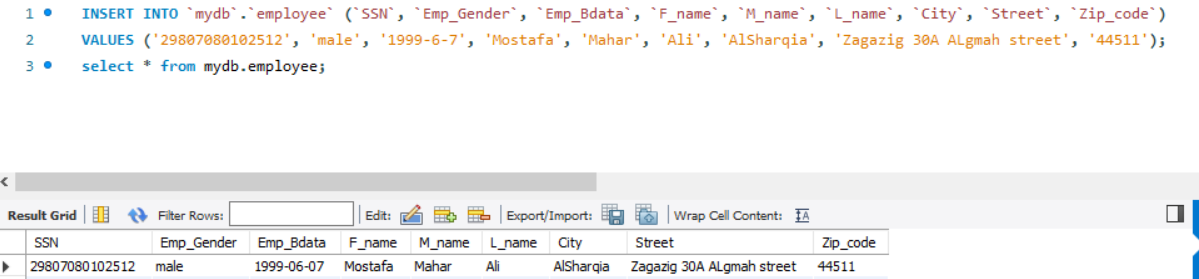 1 INSERT INTO `mydb`.`employee` (`SSN`, `Emp_Gender`, `Emp_Bdata`, `F_name`, `M_name`, `L_name`, `City`, `Street`, `Zip_code`)
2 VALUES ('29807080102512', 'male', '1999-6-7', 'Mostafa', 'Mahar', 'Ali', 'AlSharqia', 'Zagazig 30A ALgmah street', '44511');
3 select * from mydb.employee;
Result Grid Filter Rows: Edit: Export/Import: Wrap Cell Content: IA
SSN Emp_Gender Emp_Bdata F_name M_name L_name City Street Zip_code
29807080102512 male 1999-06-07 Mostafa Mahar Ali AlSharqia Zagazig 30A ALgmah street 44511